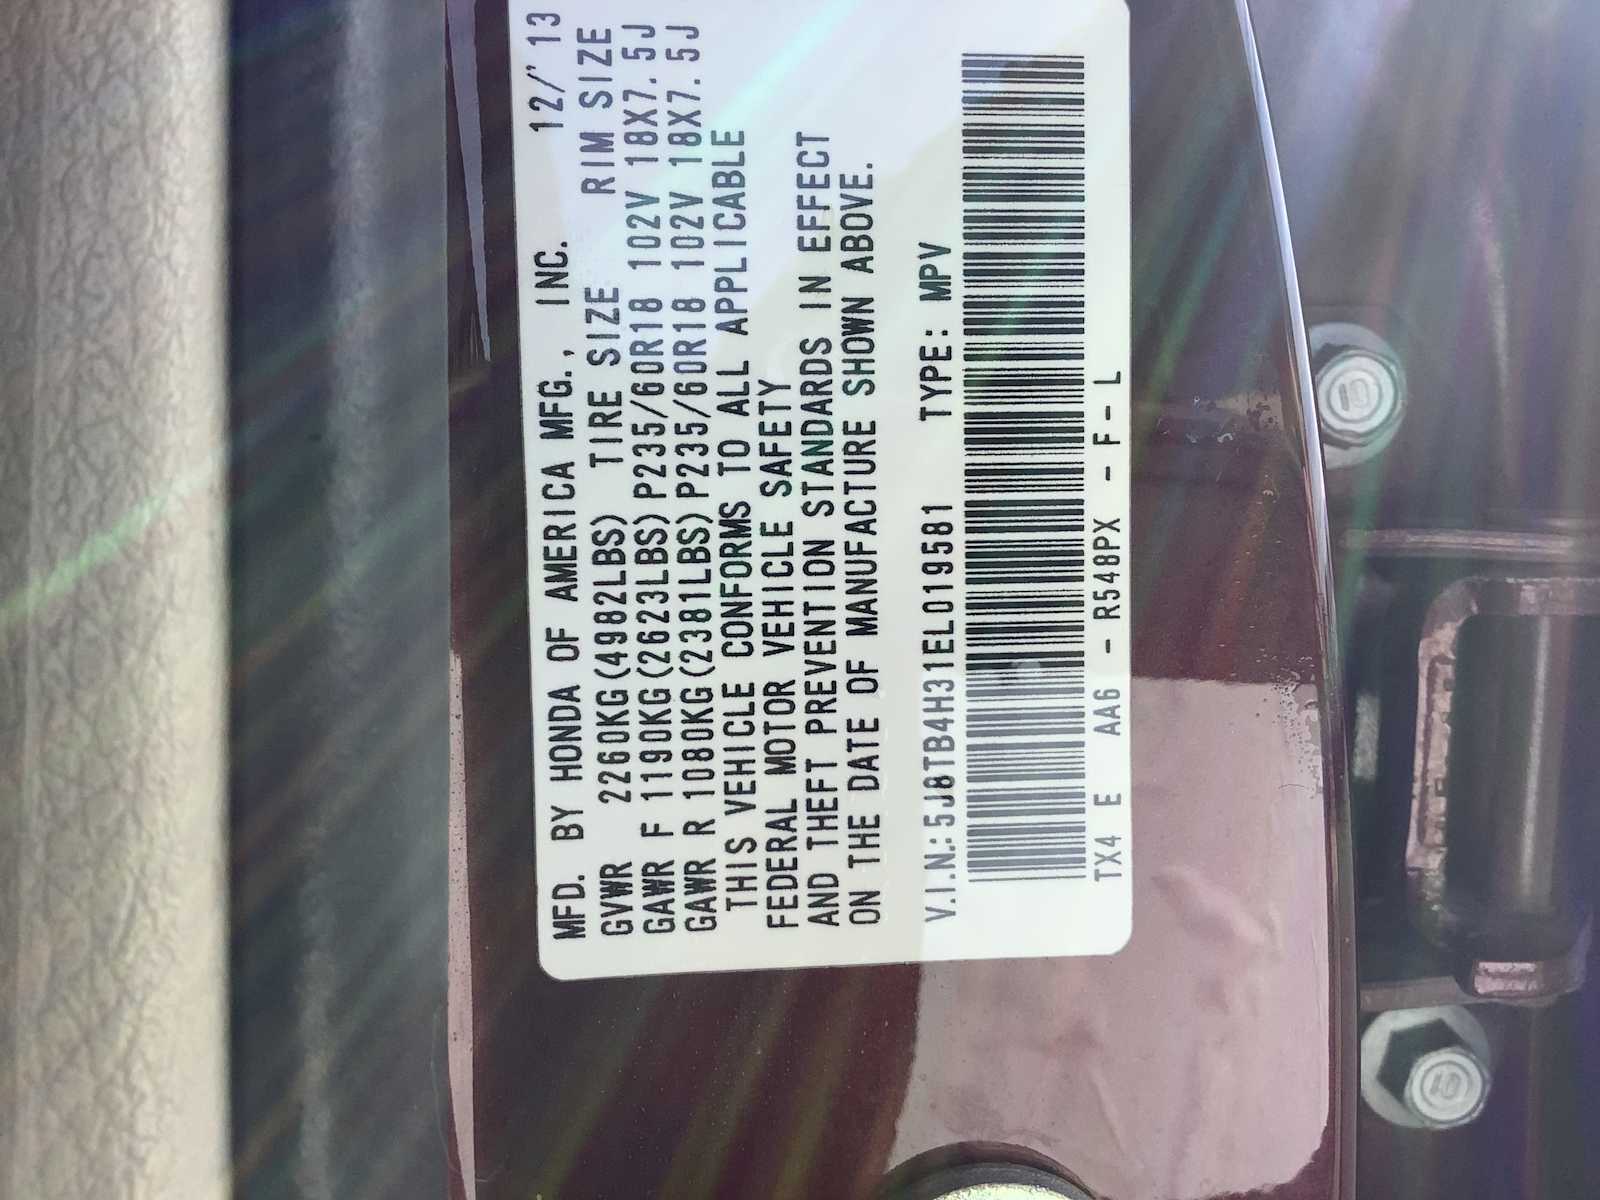 MFD. BY HONDA OF AMERICA MFG., INC. 12/'13
GVWR 2260KG(4982LBS) TIRE SIZE RIM SIZE
GAWR F 1190KG(2623LBS) P235/60R18 102V 18X7.5J
GAWR R 1080KG(2381LBS) P235/60R18 102V 18X7.5J
THIS VEHICLE CONFORMS TO ALL APPLICABLE
FEDERAL MOTOR VEHICLE SAFETY
AND THEFT PREVENTION STANDARDS IN EFFECT
ON THE DATE OF MANUFACTURE SHOWN ABOVE.
V.I.N.: 5J8TB4H31EL019581 TYPE: MPV
TX4 E AA6 - R548PX - F - L
10
10